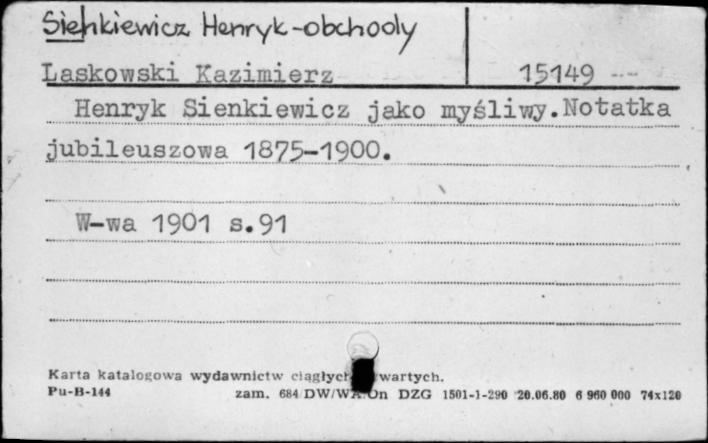 Sienkiewicz Henryk-obchody
Laskowski Kazimierz 15149 --
Henryk Sienkiewicz jako myśliwy.Notatka
jubileuszowa 1875-1900.
W-wa 1901 s.91
Karta katalogowa wydawnictw ciągłych wartych.
Pu-B-144 zam. 684 DW/WA/On DZG 1501-1-290 20.06.80 6 960 000 74x120